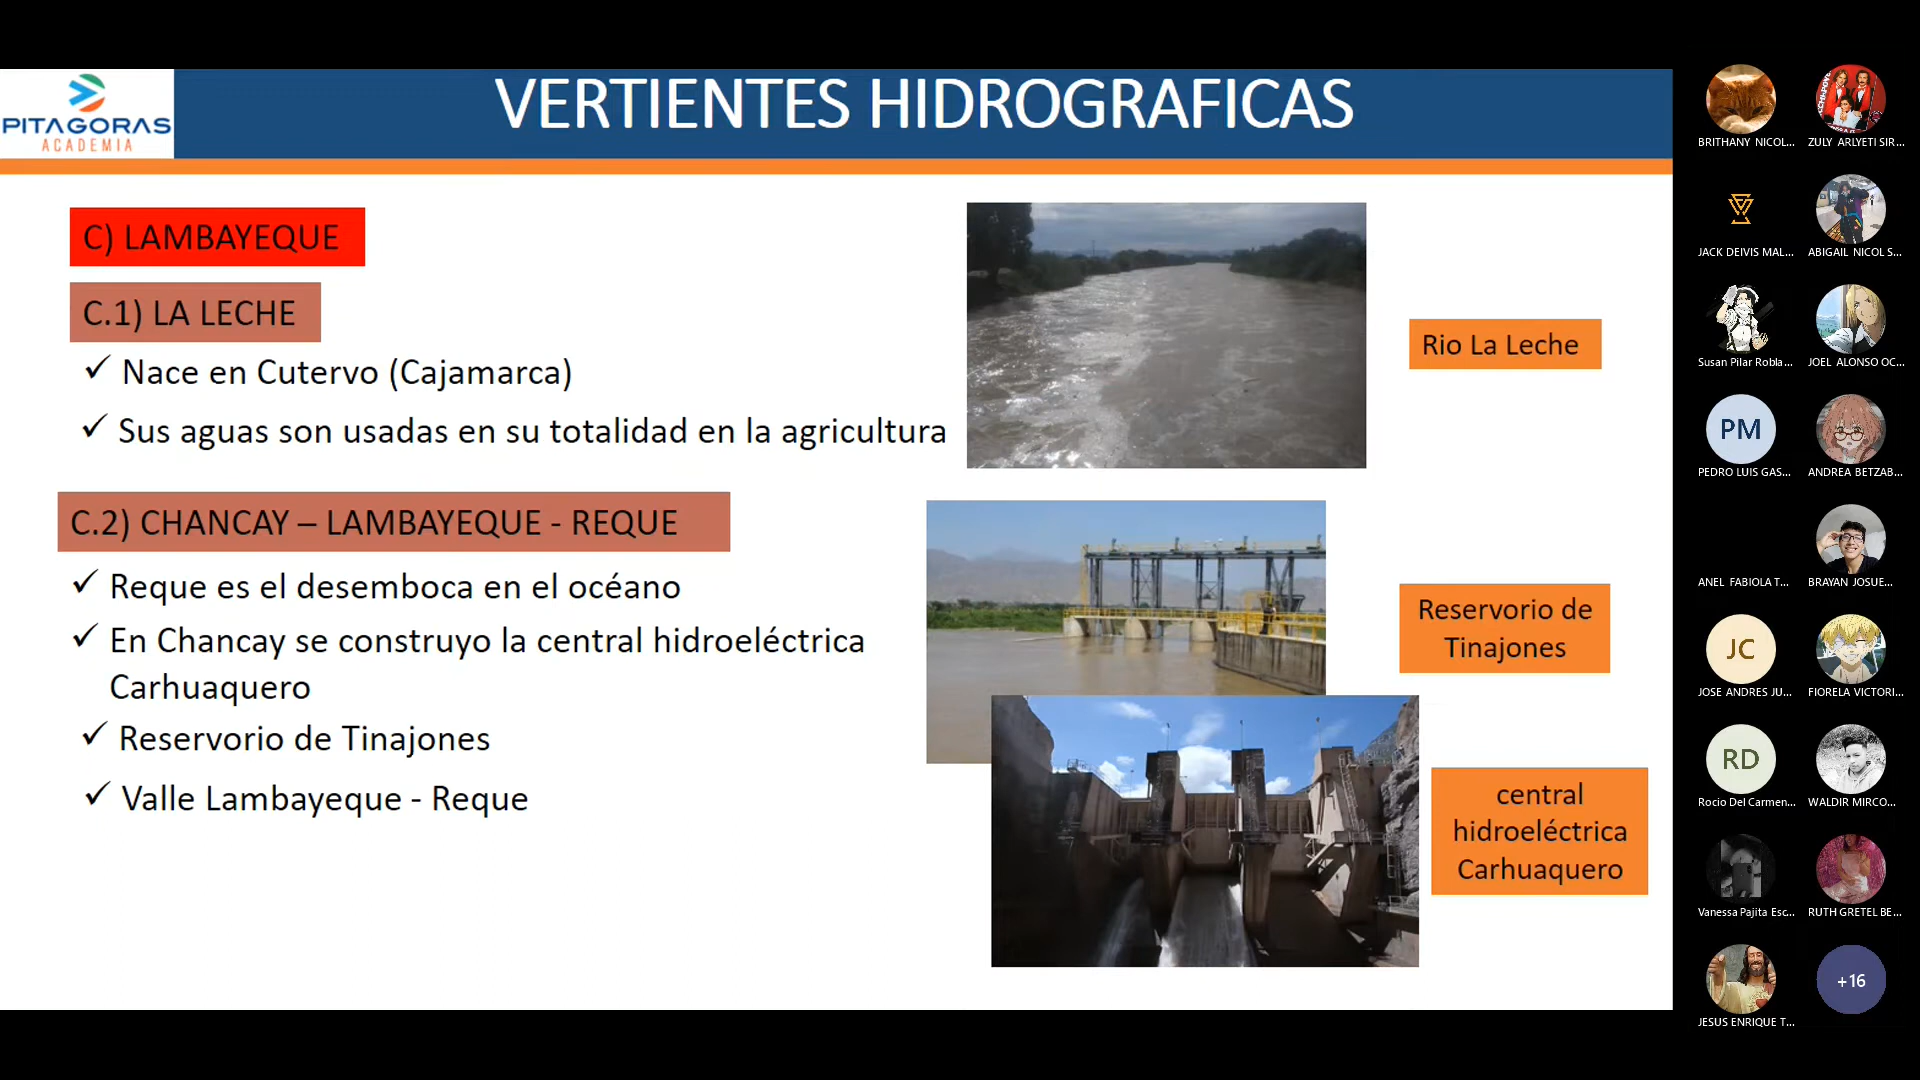 PITAGORAS
ACADEMIA
VERTIENTES HIDROGRAFICAS
C) LAMBAYEQUE
C.1) LA LECHE
✓ Nace en Cutervo (Cajamarca)
✓ Sus aguas son usadas en su totalidad en la agricultura
Rio La Leche
C.2) CHANCAY – LAMBAYEQUE - REQUE
✓ Reque es el desemboca en el océano
✓ En Chancay se construyo la central hidroeléctrica
Carhuaquero
✓ Reservorio de Tinajones
✓ Valle Lambayeque - Reque
Reservorio de
Tinajones
central
hidroeléctrica
Carhuaquero
BRITHANY NICOL...
ZULY ARLYETI SIR...
JACK DEIVIS MAL...
ABIGAIL NICOL S...
Susan Pilar Robla...
JOEL ALONSO OC...
PM
PEDRO LUIS GAS...
ANDREA BETZAB...
ANEL FABIOLA T...
BRAYAN JOSUE...
JC
JOSE ANDRES JU...
FIORELA VICTORI...
RD
Rocio Del Carmen...
WALDIR MIRCO...
Vanessa Pajita Esc...
RUTH GRETEL BE...
JESUS ENRIQUE T...
+16